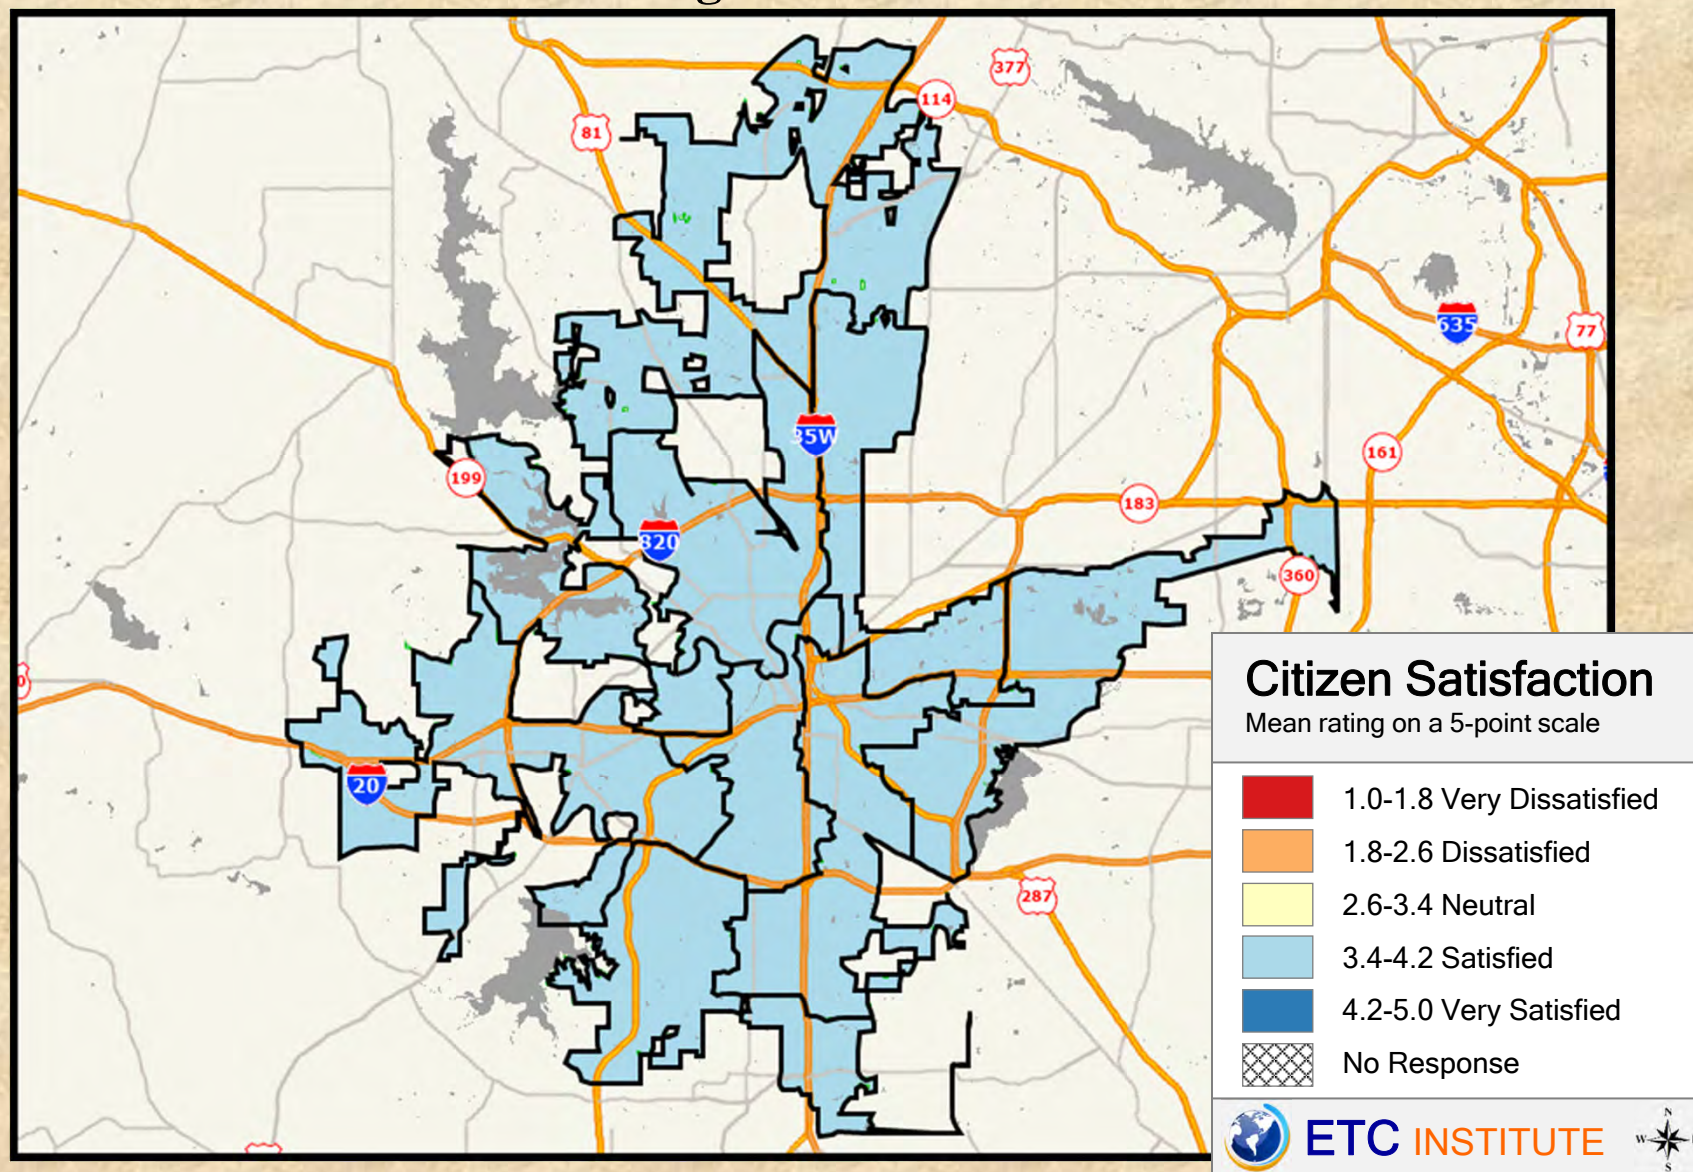 377
114
81
635
77
35W
161
199
183
820
360
Citizen Satisfaction
Mean rating on a 5-point scale
20
1.0-1.8 Very Dissatisfied
1.8-2.6 Dissatisfied
287
2.6-3.4 Neutral
3.4-4.2 Satisfied
4.2-5.0 Very Satisfied
No Response
ETC INSTITUTE
N
W
S